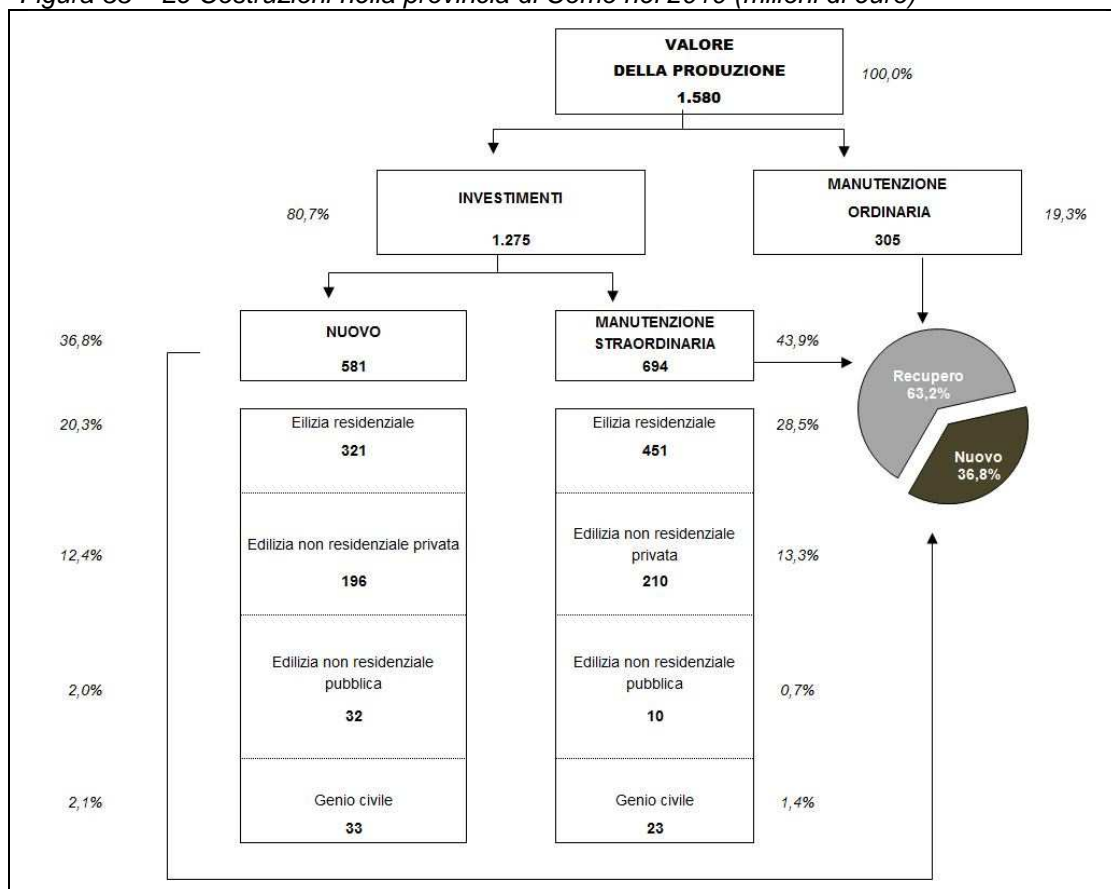 VALORE
DELLA PRODUZIONE
1.580
100,0%
80,7%
INVESTIMENTI
1.275
MANUTENZIONE
ORDINARIA
305
19,3%
36,8%
NUOVO
581
MANUTENZIONE
STRAORDINARIA
694
43,9%
Recupero
63,2%
Nuovo
36,8%
20,3%
Eilizia residenziale
321
Eilizia residenziale
451
28,5%
12,4%
Edilizia non residenziale privata
196
Edilizia non residenziale
privata
210
13,3%
2,0%
Edilizia non residenziale
pubblica
32
Edilizia non residenziale
pubblica
10
0,7%
2,1%
Genio civile
33
Genio civile
23
1,4%